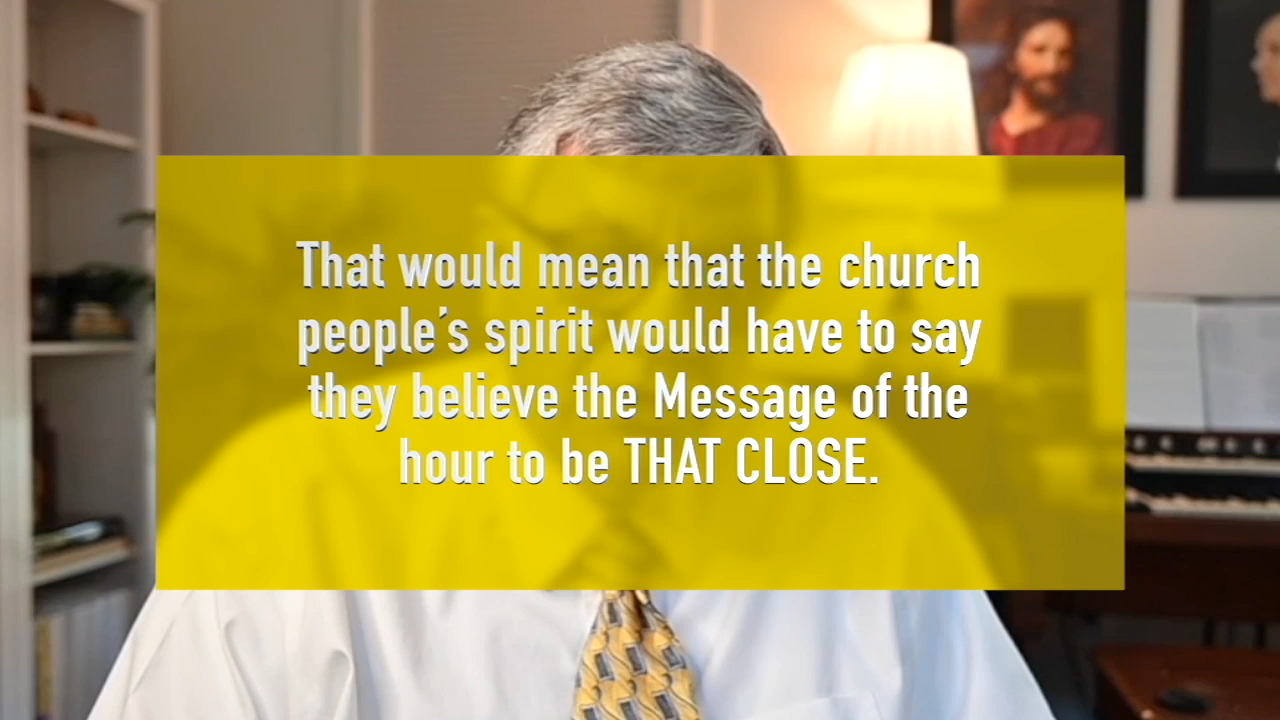 That would mean that the church
people's spirit would have to say
they believe the Message of the
hour to be THAT CLOSE.